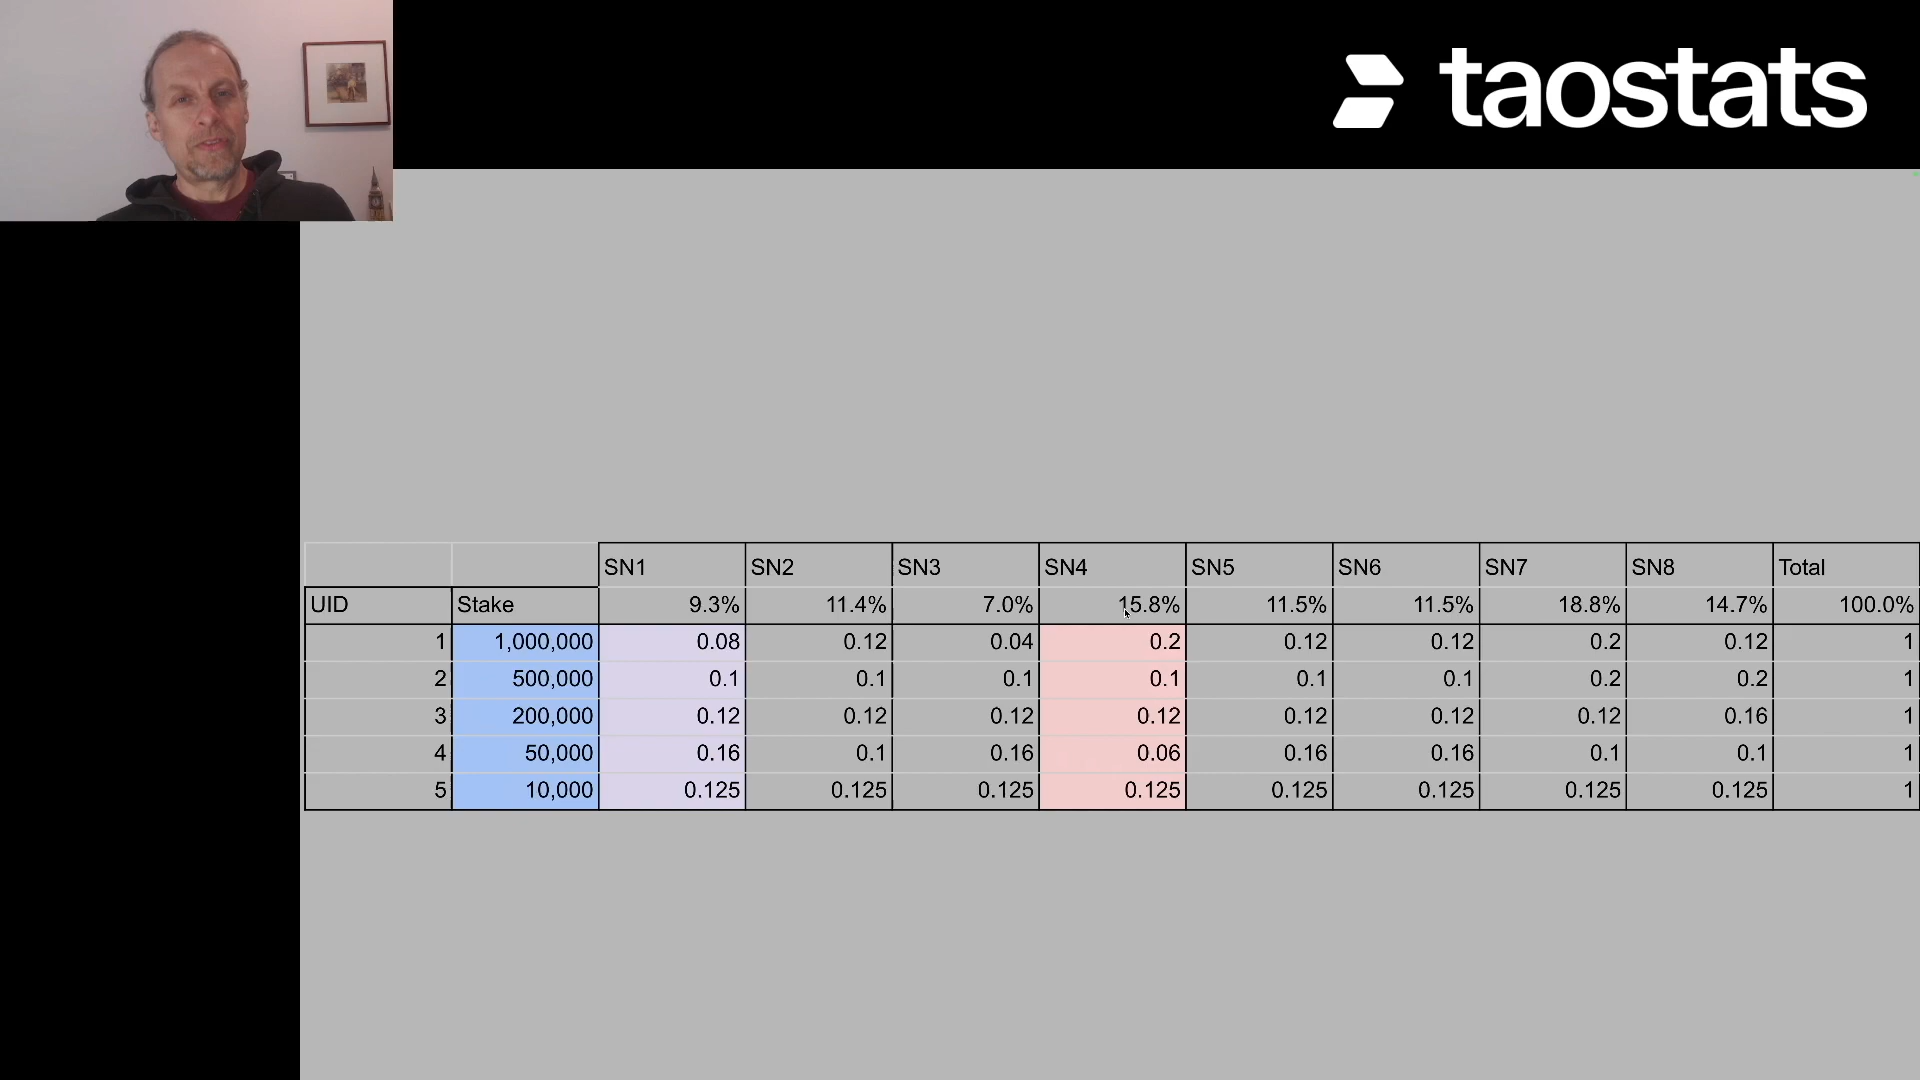 taostats
SN1 SN2 SN3 SN4 SN5 SN6 SN7 SN8 Total
UID Stake 9.3% 11.4% 7.0% 15.8% 11.5% 11.5% 18.8% 14.7% 100.0%
1 1,000,000 0.08 0.12 0.04 0.2 0.12 0.12 0.2 0.12 1
2 500,000 0.1 0.1 0.1 0.1 0.1 0.1 0.2 0.2 1
3 200,000 0.12 0.12 0.12 0.12 0.12 0.12 0.12 0.16 1
4 50,000 0.16 0.1 0.16 0.06 0.16 0.16 0.1 0.1 1
5 10,000 0.125 0.125 0.125 0.125 0.125 0.125 0.125 0.125 1